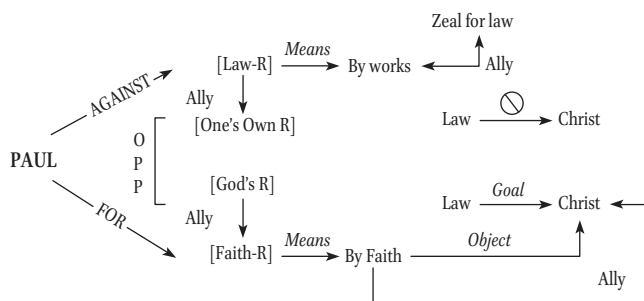 Zeal for law
[Law-R] Means By works Ally
AGAINST
Ally
[One's Own R] Law Christ
O
P
P
PAUL
[God's R] Law Goal Christ
FOR
Ally
[Faith-R] Means By Faith Object
Ally